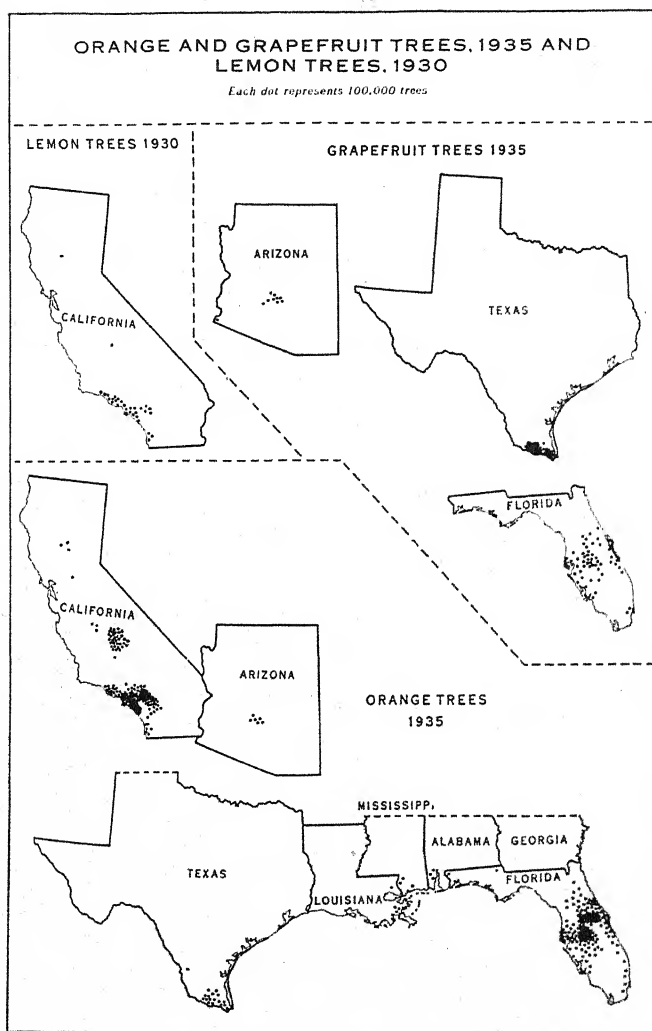 ORANGE AND GRAPEFRUIT TREES, 1935 AND
LEMON TREES, 1930
Each dot represents 100,000 trees
LEMON TREES 1930
GRAPEFRUIT TREES 1935
ARIZONA
TEXAS
CALIFORNIA
FLORIDA
CALIFORNIA
ARIZONA
ORANGE TREES
1935
MISSISSIPPI
ALABAMA
GEORGIA
TEXAS
LOUISIANA
FLORIDA